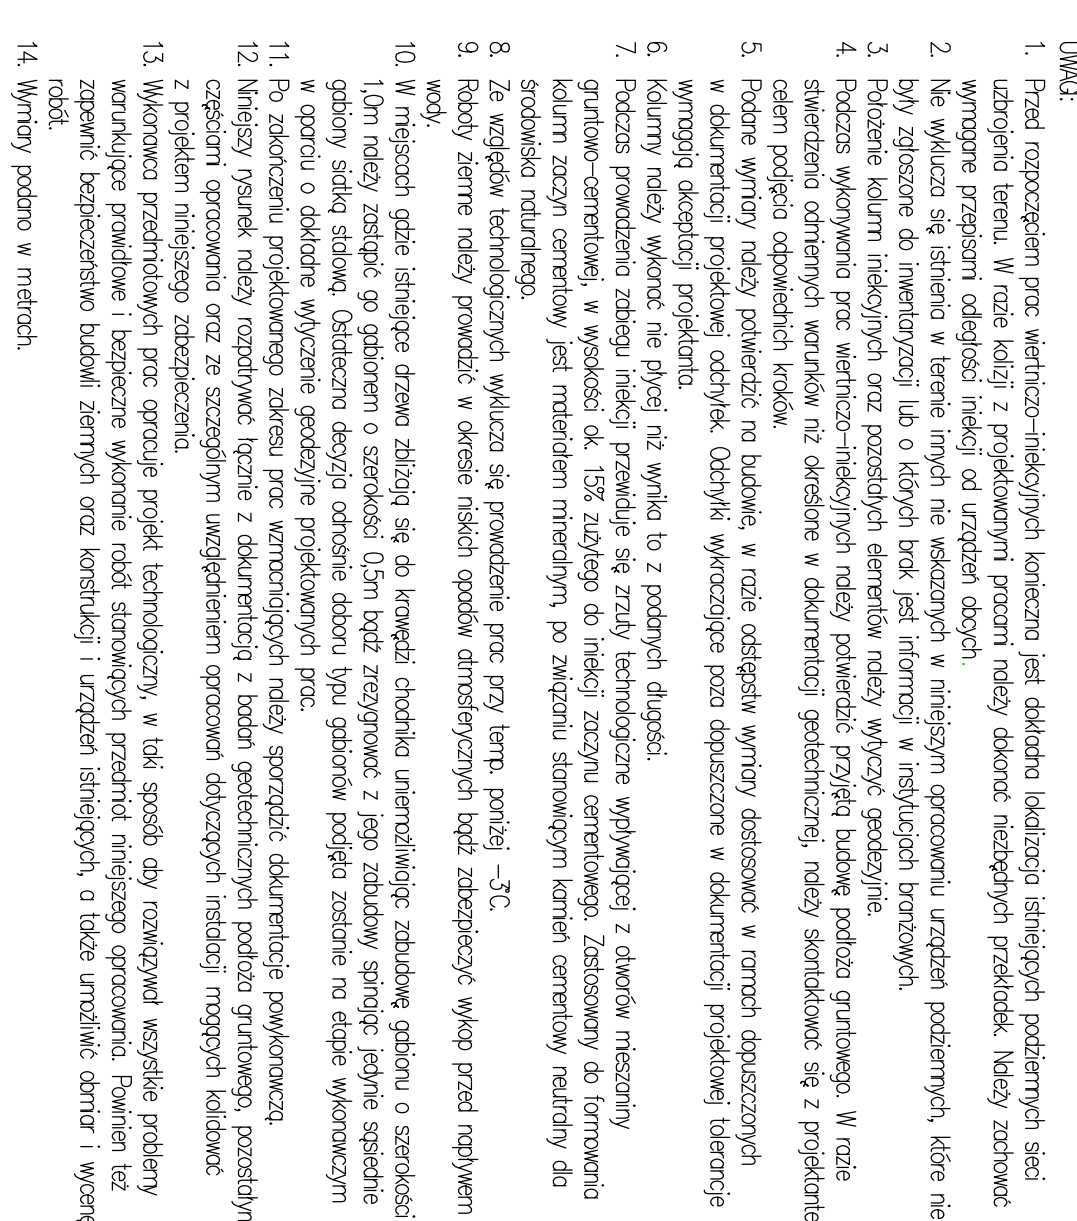 UWAGI:
1. Przed rozpoczęciem prac wiertniczo-iniekcyjnych konieczna jest dokładna lokalizacja istniejących podziemnych sieci
uzbrojenia terenu. W razie kolizji z projektowanymi pracami należy dokonać niezbędnych przekładek. Należy zachować
wymagane przepisami odległości iniekcji od urządzeń obcych.
2. Nie wyklucza się istnienia w terenie innych nie wskazanych w niniejszym opracowaniu urządzeń podziemnych, które nie
były zgłoszone do inwentaryzacji lub o których brak jest informacji w instytucjach branżowych.
3. Położenie kolumn iniekcyjnych oraz pozostałych elementów należy wytyczyć geodezyjnie.
4. Podczas wykonywania prac wiertniczo-iniekcyjnych należy potwierdzić przyjętą budowę podłoża gruntowego. W razie
stwierdzenia odmiennych warunków niż określone w dokumentacji geotechnicznej, należy skontaktować się z projektante
celem podjęcia odpowiednich kroków.
5. Podane wymiary należy potwierdzić na budowie, w razie odstępstw wymiary dostosować w ramach dopuszczonych
w dokumentacji projektowej odchyłek. Odchyłki wykraczające poza dopuszczone w dokumentacji projektowej tolerancje
wymagają akceptacji projektanta.
6. Kolumny należy wykonać nie płycej niż wynika to z podanych długości.
7. Podczas prowadzenia zabiegu iniekcji przewiduje się zrzuty technologiczne wypływającej z otworów mieszaniny
gruntowo-cementowej, w wysokości ok. 15% zużytego do iniekcji zaczynu cementowego. Zastosowany do formowania
kolumn zaczyn cementowy jest materiałem mineralnym, po związaniu stanowiącym kamień cementowy neutralny dla
środowiska naturalnego.
8. Ze względów technologicznych wyklucza się prowadzenie prac przy temp. poniżej -3°C.
9. Roboty ziemne należy prowadzić w okresie niskich opadów atmosferycznych bądź zabezpieczyć wykop przed napływem
wody.
10. W miejscach gdzie istniejące drzewa zbliżają się do krawędzi chodnika uniemożliwiając zabudowę gabionu o szerokości
1,0m należy zastąpić go gabionem o szerokości 0,5m bądź zrezygnować z jego zabudowy spinając jedynie sąsiednie
gabiony siatką stalową. Ostateczna decyzja odnośnie doboru typu gabionów podjęta zostanie na etapie wykonawczym
w oparciu o dokładne wytyczenie geodezyjne projektowanych prac.
11. Po zakończeniu projektowanego zakresu prac wzmacniających należy sporządzić dokumentacje powykonawczą.
12. Niniejszy rysunek należy rozpatrywać łącznie z dokumentacją z badań geotechnicznych podłoża gruntowego, pozostałyn
częściami opracowania oraz ze szczególnym uwzględnieniem opracowań dotyczących instalacji mogących kolidować
z projektem niniejszego zabezpieczenia.
13. Wykonawca przedmiotowych prac opracuje projekt technologiczny, w taki sposób aby rozwiązywał wszystkie problemy
warunkujące prawidłowe i bezpieczne wykonanie robót stanowiących przedmiot niniejszego opracowania. Powinien też
zapewnić bezpieczeństwo budowli ziemnych oraz konstrukcji i urządzeń istniejących, a także umożliwić obmiar i wycenę
robót.
14. Wymiary podano w metrach.